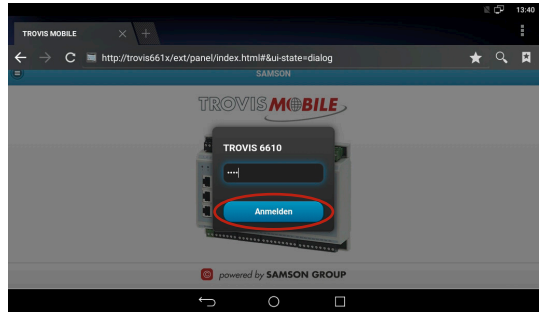 13:40
TROVIS MOBILE
http://trovis661x/ext/panel/index.html#&ui-state=dialog
SAMSON
TROVIS MOBILE
TROVIS 6610
••••
Anmelden
powered by SAMSON GROUP